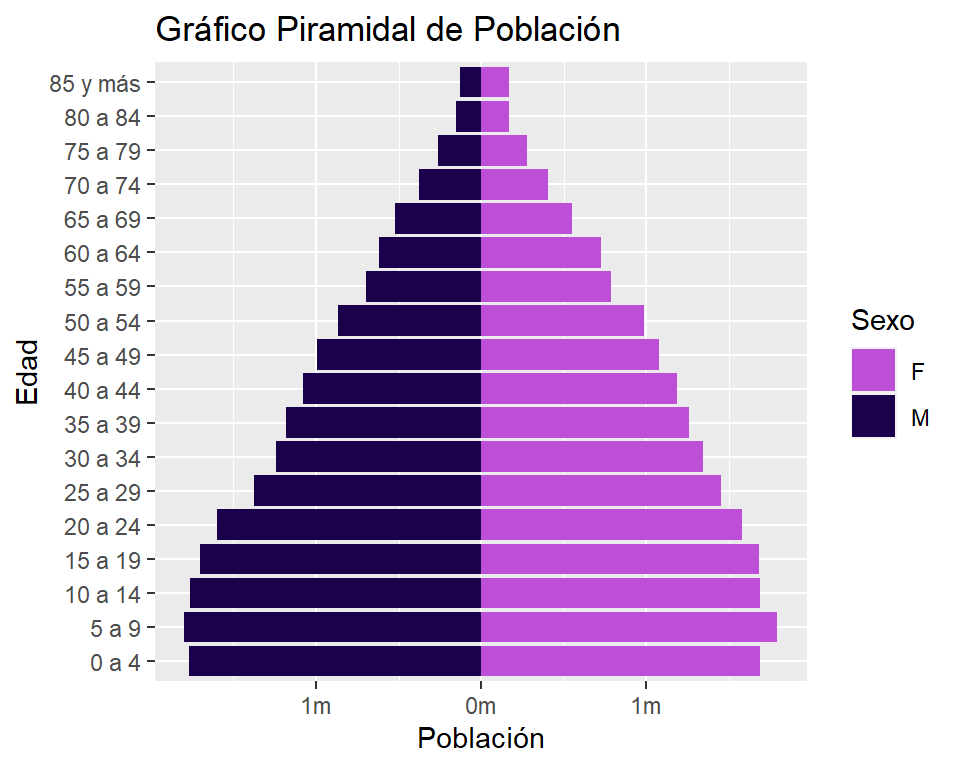 Gráfico Piramidal de Población
85 y más
80 a 84
75 a 79
70 a 74
65 a 69
60 a 64
55 a 59
50 a 54
45 a 49
40 a 44
35 a 39
30 a 34
25 a 29
20 a 24
15 a 19
10 a 14
5 a 9
0 a 4
Edad
1m 0m 1m
Población
Sexo
F
M